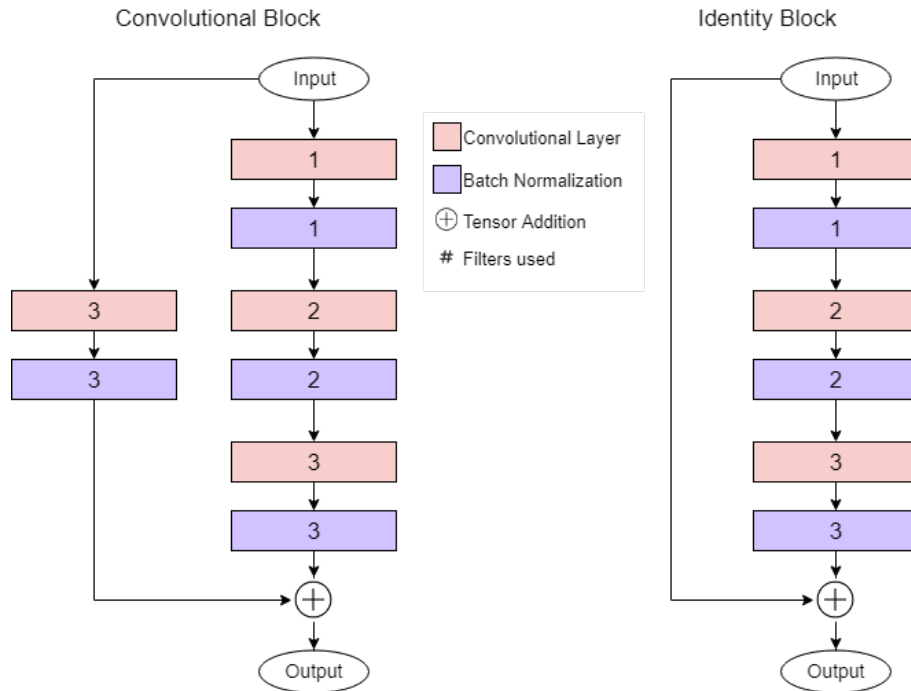 Convolutional Block
Identity Block
Input
Input
Convolutional Layer
Batch Normalization
Tensor Addition
# Filters used
1
1
1
1
3
2
2
3
2
2
3
3
3
3
Output
Output